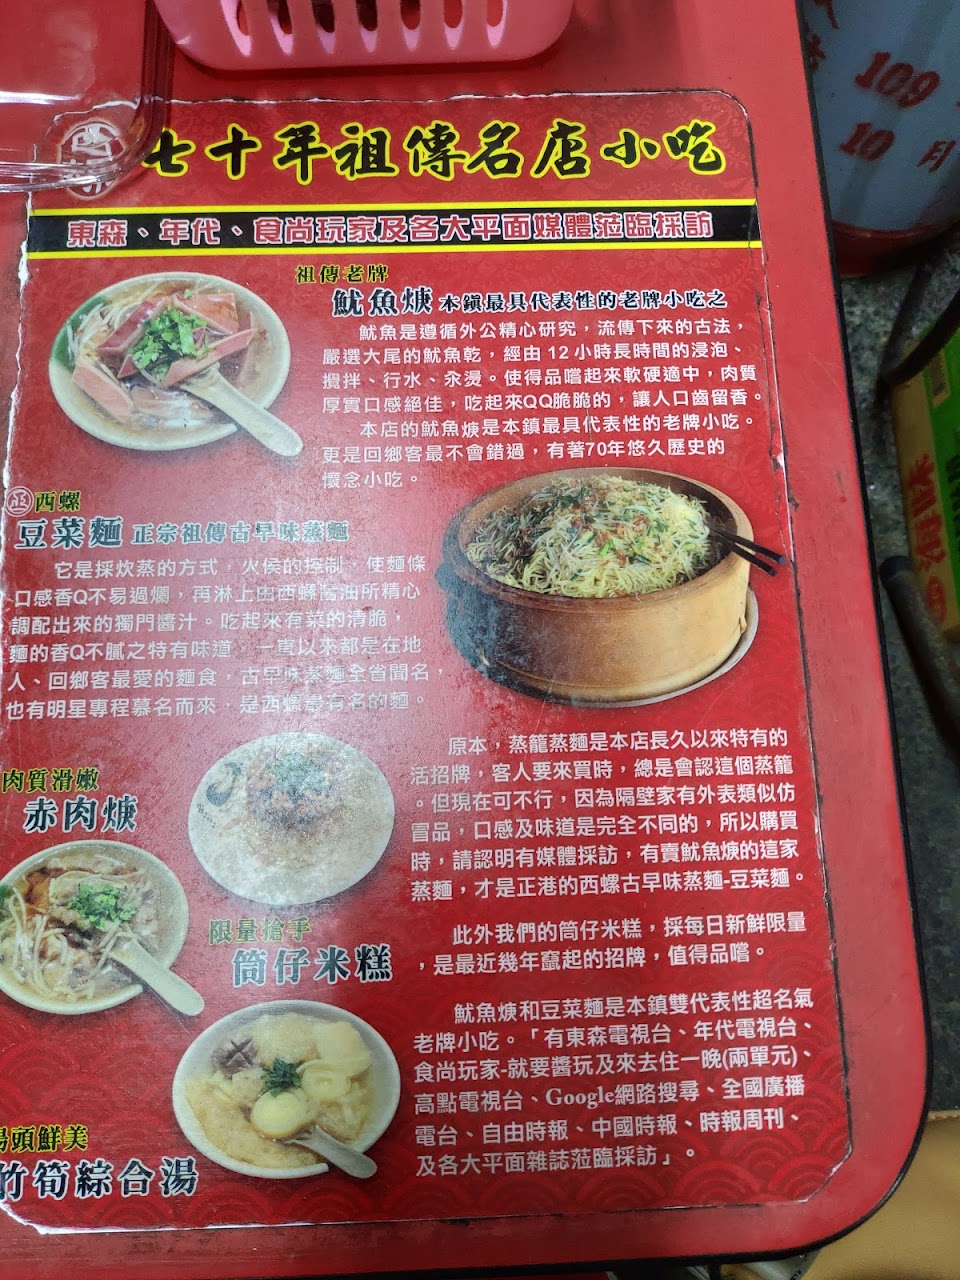 七十年祖傳名店小吃
東森、年代、食尚玩家及各大平面媒體蒞臨採訪
祖傳老牌
魷魚焿 本鎮最具代表性的老牌小吃之
魷魚是遵循外公精心研究，流傳下來的古法，
嚴選大尾的魷魚乾，經由 12 小時長時間的浸泡、
攪拌、行水、汆燙。使得品嚐起來軟硬適中，肉質
厚實口感絕佳，吃起來QQ脆脆的，讓人口齒留香。
本店的魷魚焿是本鎮最具代表性的老牌小吃。
更是回鄉客最不會錯過，有著70年悠久歷史的
懷念小吃。
正 西螺
豆菜麵 正宗祖傳古早味蒸麵
它是採炊蒸的方式，火侯的控制，使麵條
口感香Q不易過爛，再淋上由西螺醬油所精心
調配出來的獨門醬汁。吃起來有菜的清脆，
麵的香Q不膩之特有味道，一直以來都是在地
人、回鄉客最愛的麵食，古早味蒸麵全省聞名，
也有明星專程慕名而來，是西螺最有名的麵。
原本，蒸籠蒸麵是本店長久以來特有的
活招牌，客人要來買時，總是會認這個蒸籠
。但現在可不行，因為隔壁家有外表類似仿
冒品，口感及味道是完全不同的，所以購買
時，請認明有媒體採訪，有賣魷魚焿的這家
蒸麵，才是正港的西螺古早味蒸麵-豆菜麵。
肉質滑嫩
赤肉焿
限量搶手
筒仔米糕
此外我們的筒仔米糕，採每日新鮮限量
，是最近幾年竄起的招牌，值得品嚐。
魷魚焿和豆菜麵是本鎮雙代表性超名氣
老牌小吃。「有東森電視台、年代電視台、
食尚玩家-就要醬玩及來去住一晚(兩單元)、
高點電視台、Google網路搜尋、全國廣播
電台、自由時報、中國時報、時報周刊、
及各大平面雜誌蒞臨採訪」。
湯頭鮮美
竹筍綜合湯
109
10 月